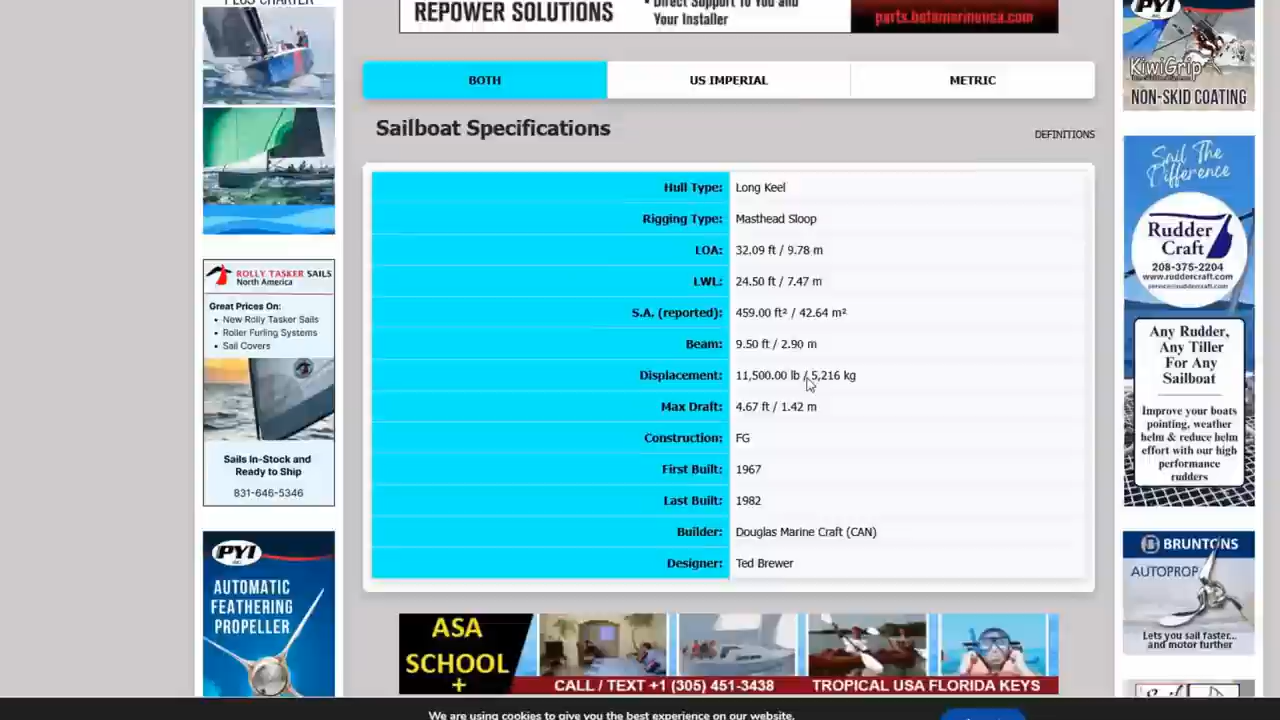 PLUS CHARTER
REPOWER SOLUTIONS
• Direct Support To You and
Your Installer
parts.betamarinusa.com
BOTH
US IMPERIAL
METRIC
Sailboat Specifications
DEFINITIONS
Hull Type: Long Keel
Rigging Type: Masthead Sloop
LOA: 32.09 ft / 9.78 m
LWL: 24.50 ft / 7.47 m
S.A. (reported): 459.00 ft² / 42.64 m²
Beam: 9.50 ft / 2.90 m
Displacement: 11,500.00 lb / 5,216 kg
Max Draft: 4.67 ft / 1.42 m
Construction: FG
First Built: 1967
Last Built: 1982
Builder: Douglas Marine Craft (CAN)
Designer: Ted Brewer
ROLLY TASKER SAILS
North America
Great Prices On:
• New Rolly Tasker Sails
• Roller Furling Systems
• Sail Covers
Sails In-Stock and
Ready to Ship
831-646-5346
PYI
AUTOMATIC
FEATHERING
PROPELLER
ASA
SCHOOL
+
CALL / TEXT +1 (305) 451-3438 TROPICAL USA FLORIDA KEYS
PYI
KiwiGrip
NON-SKID COATING
Sail The
Difference
Rudder
Craft
208-375-2204
www.ruddercraft.com
service@ruddercraft.com
Any Rudder,
Any Tiller
For Any
Sailboat
Improve your boats
pointing, weather
helm & reduce helm
effort with our high
performance
rudders
BRUNTONS
AUTOPROP
Lets you sail faster...
and motor further
We are using cookies to give you the best experience on our website.